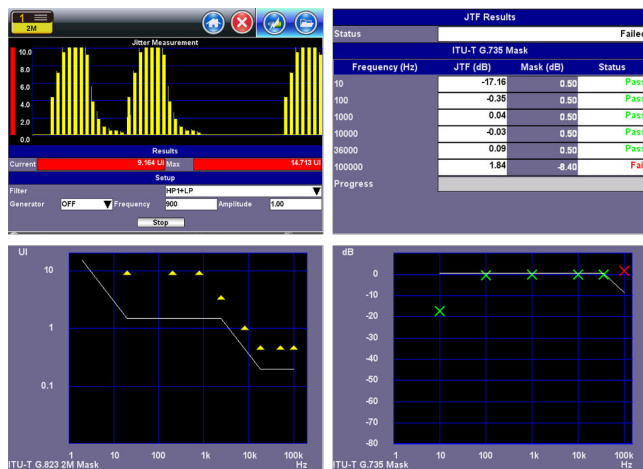 1
2M
Jitter Measurement
10.0
8.0
6.0
4.0
2.0
0.0
Results
Current 9.164 UI Max 14.713 UI
Setup
Filter HP1+LP
Generator OFF Frequency 900 Amplitude 1.00
Stop
JTF Results
Status Failed
ITU-T G.735 Mask
Frequency (Hz) JTF (dB) Mask (dB) Status
10 -17.16 0.50 Pass
100 -0.35 0.50 Pass
1000 0.04 0.50 Pass
10000 -0.03 0.50 Pass
36000 0.09 0.50 Pass
100000 1.84 -8.40 Fail
Progress
UI
10
1
0.1
1 10 100 1k 10k 100k
ITU-T G.823 2M Mask Hz
dB
0
-10
-20
-30
-40
-50
-60
-70
-80
1 10 100 1k 10k 100k
ITU-T G.735 Mask Hz